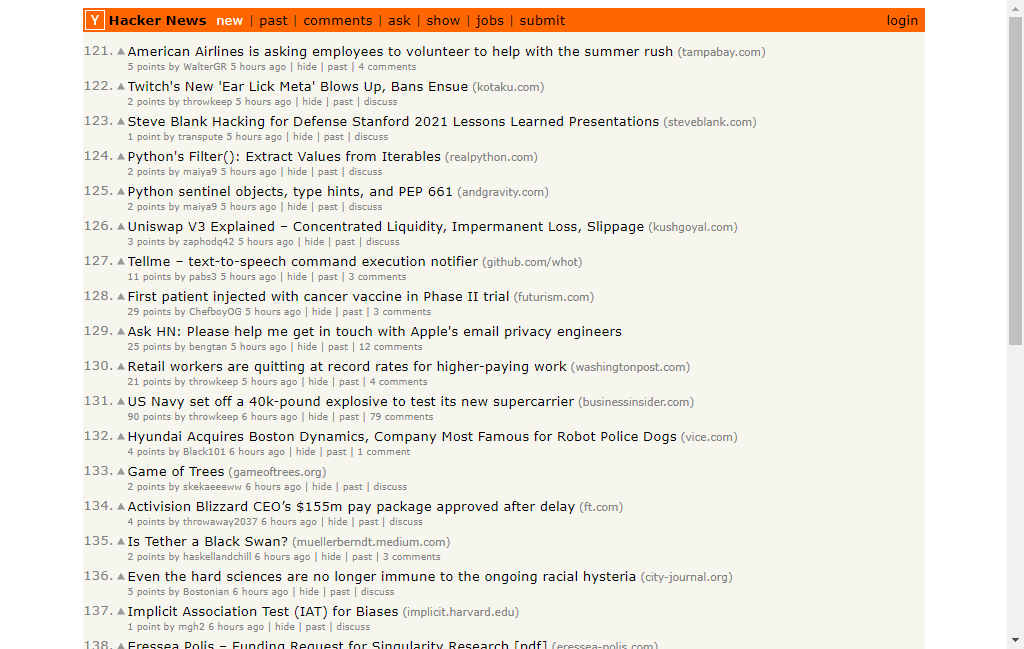 Y Hacker News new | past | comments | ask | show | jobs | submit login
121. American Airlines is asking employees to volunteer to help with the summer rush (tampabay.com)
5 points by WalterGR 5 hours ago | hide | past | 4 comments
122. Twitch's New 'Ear Lick Meta' Blows Up, Bans Ensue (kotaku.com)
2 points by throwkeep 5 hours ago | hide | past | discuss
123. Steve Blank Hacking for Defense Stanford 2021 Lessons Learned Presentations (steveblank.com)
1 point by transpute 5 hours ago | hide | past | discuss
124. Python's Filter(): Extract Values from Iterables (realpython.com)
2 points by maiya9 5 hours ago | hide | past | discuss
125. Python sentinel objects, type hints, and PEP 661 (andgravity.com)
2 points by maiya9 5 hours ago | hide | past | discuss
126. Uniswap V3 Explained – Concentrated Liquidity, Impermanent Loss, Slippage (kushgoyal.com)
3 points by zaphodq42 5 hours ago | hide | past | discuss
127. Tellme – text-to-speech command execution notifier (github.com/whot)
11 points by pabs3 5 hours ago | hide | past | 3 comments
128. First patient injected with cancer vaccine in Phase II trial (futurism.com)
29 points by ChefboyOG 5 hours ago | hide | past | 3 comments
129. Ask HN: Please help me get in touch with Apple's email privacy engineers
25 points by bengtan 5 hours ago | hide | past | 12 comments
130. Retail workers are quitting at record rates for higher-paying work (washingtonpost.com)
21 points by throwkeep 5 hours ago | hide | past | 4 comments
131. US Navy set off a 40k-pound explosive to test its new supercarrier (businessinsider.com)
90 points by throwkeep 6 hours ago | hide | past | 79 comments
132. Hyundai Acquires Boston Dynamics, Company Most Famous for Robot Police Dogs (vice.com)
4 points by Black101 6 hours ago | hide | past | 1 comment
133. Game of Trees (gameoftrees.org)
2 points by skekaeeeww 6 hours ago | hide | past | discuss
134. Activision Blizzard CEO’s $155m pay package approved after delay (ft.com)
4 points by throwaway2037 6 hours ago | hide | past | discuss
135. Is Tether a Black Swan? (muellerberndt.medium.com)
2 points by haskellandchill 6 hours ago | hide | past | 3 comments
136. Even the hard sciences are no longer immune to the ongoing racial hysteria (city-journal.org)
5 points by Bostonian 6 hours ago | hide | past | discuss
137. Implicit Association Test (IAT) for Biases (implicit.harvard.edu)
1 point by mgh2 6 hours ago | hide | past | discuss
138. Eressea Polis – Funding Request for Singularity Research [pdf] (eressea-polis.com)